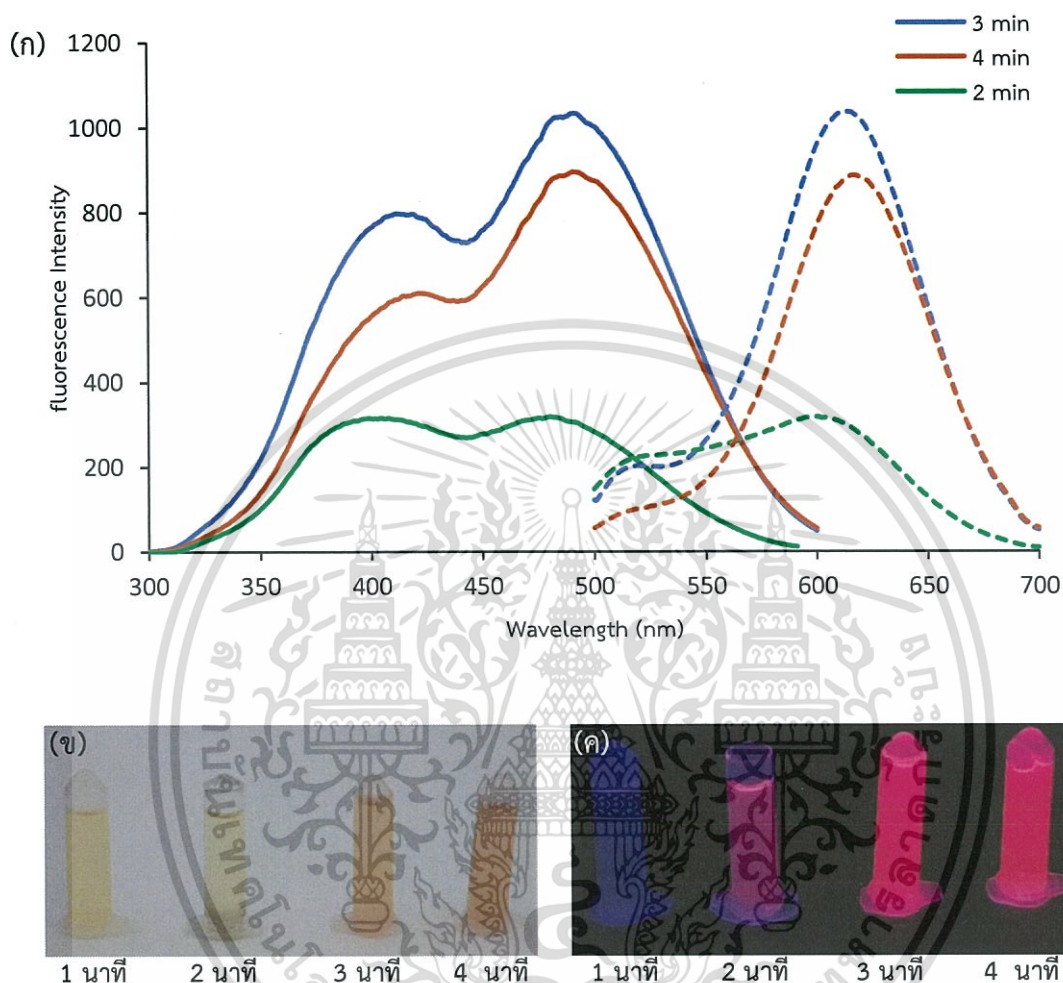 (ก)
3 min
4 min
2 min
1200
1000
800
600
400
200
0
fluorescence Intensity
300 350 400 450 500 550 600 650 700
Wavelength (nm)
(ข)
(ค)
1 นาที 2 นาที 3 นาที 4 นาที
1 นาที 2 นาที 3 นาที 4 นาที